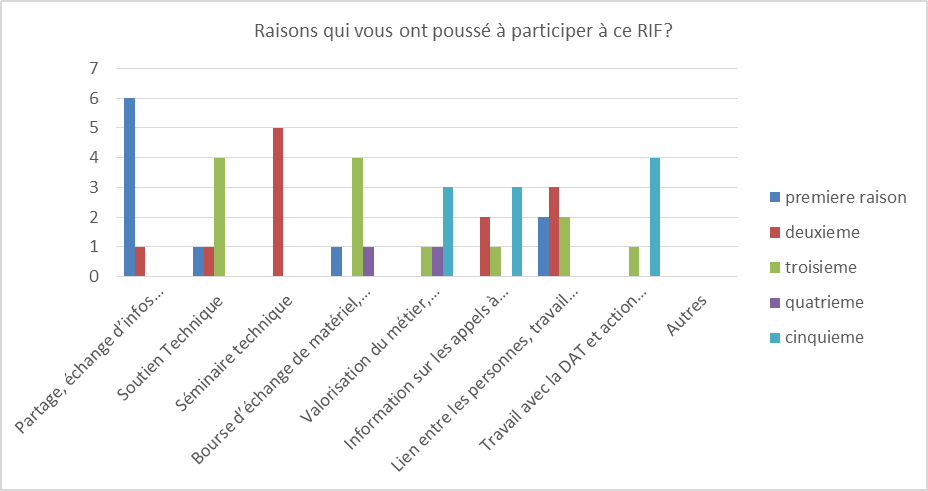 Raisons qui vous ont poussé à participer à ce RIF?
7
6
5
4
3
2
1
0
Partage, échange d'infos...
Soutien Technique
Séminaire technique
Bourse d'échange de matériel,...
Valorisation du métier,...
Information sur les appels à...
Lien entre les personnes, travail...
Travail avec la DAT et action...
Autres
premiere raison
deuxieme
troisieme
quatrieme
cinquieme